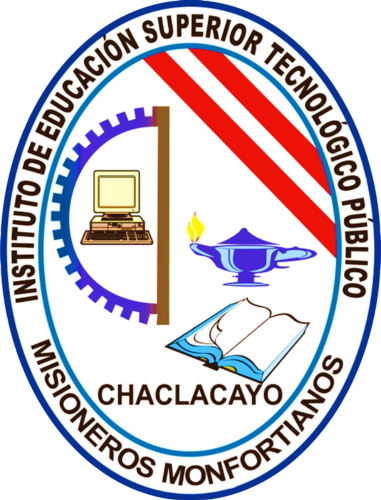 INSTITUTO DE EDUCACIÓN SUPERIOR TECNOLÓGICO PÚBLICO
CHACLACAYO
MISIONEROS MONFORTIANOS